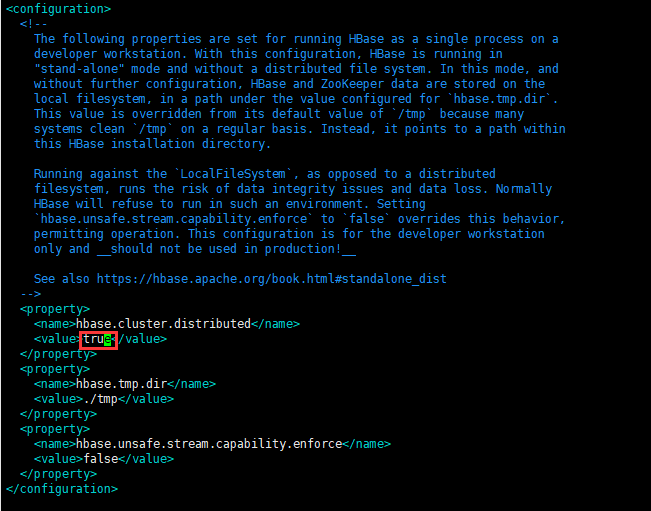 <configuration>
<!--
The following properties are set for running HBase as a single process on a
developer workstation. With this configuration, HBase is running in
"stand-alone" mode and without a distributed file system. In this mode, and
without further configuration, HBase and ZooKeeper data are stored on the
local filesystem, in a path under the value configured for `hbase.tmp.dir`.
This value is overridden from its default value of `/tmp` because many
systems clean `/tmp` on a regular basis. Instead, it points to a path within
this HBase installation directory.

Running against the `LocalFileSystem`, as opposed to a distributed
filesystem, runs the risk of data integrity issues and data loss. Normally
HBase will refuse to run in such an environment. Setting
`hbase.unsafe.stream.capability.enforce` to `false` overrides this behavior,
permitting operation. This configuration is for the developer workstation
only and __should not be used in production!__

See also https://hbase.apache.org/book.html#standalone_dist
-->
<property>
<name>hbase.cluster.distributed</name>
<value>true</value>
</property>
<property>
<name>hbase.tmp.dir</name>
<value>./tmp</value>
</property>
<property>
<name>hbase.unsafe.stream.capability.enforce</name>
<value>false</value>
</property>
</configuration>